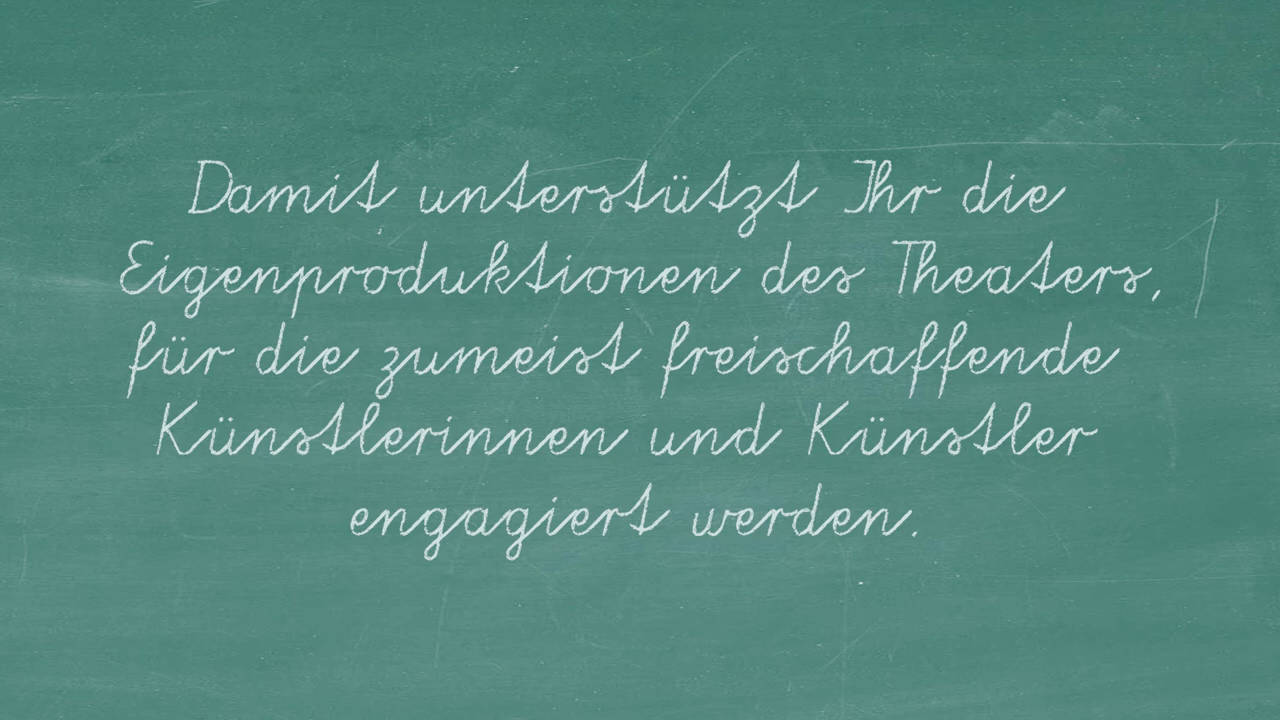 Damit unterstützt Ihr die
Eigenproduktionen des Theaters,
für die zumeist freischaffende
Künstlerinnen und Künstler
engagiert werden.